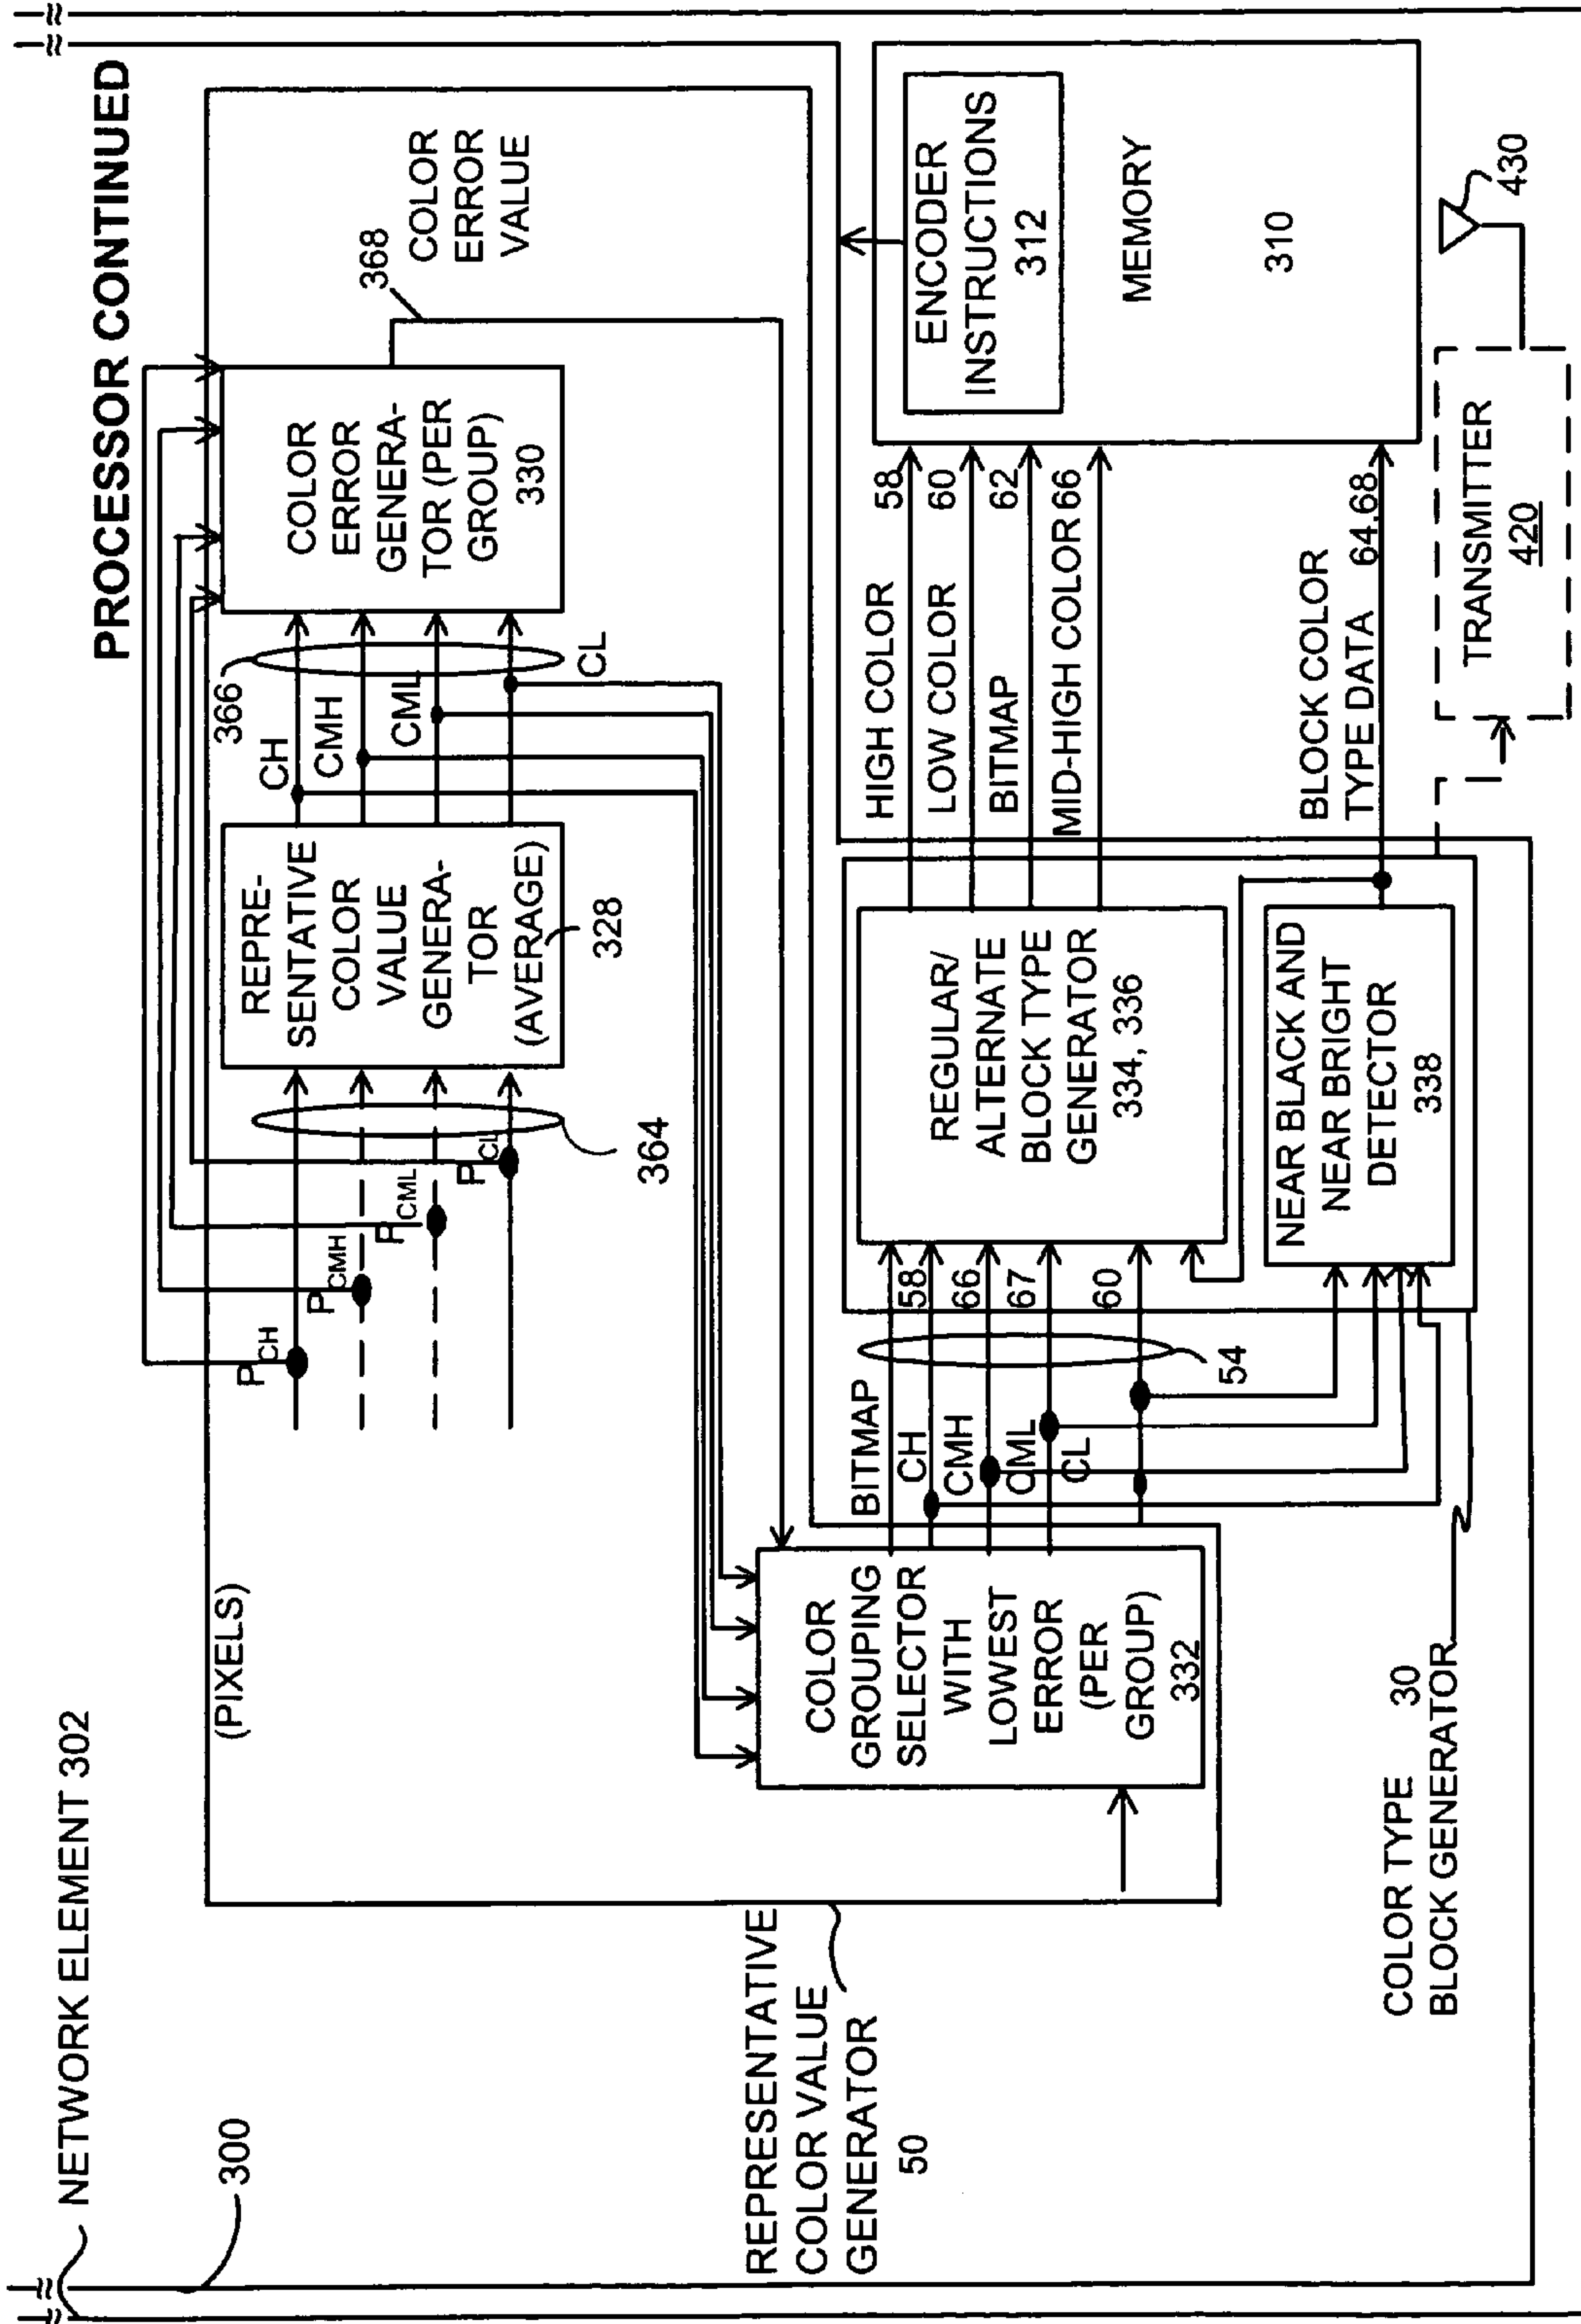 NETWORK ELEMENT 302
300
PROCESSOR CONTINUED
(PIXELS)
P CH
P CMH
P CML
P CL
364
REPRE-
SENTATIVE
COLOR
VALUE
GENERA-
TOR
(AVERAGE)
328
366
CH
CMH
CML
CL
COLOR
ERROR
GENERA-
TOR (PER
GROUP)
330
368
COLOR
ERROR
VALUE
REPRESENTATIVE
COLOR VALUE
GENERATOR
50
COLOR
GROUPING
SELECTOR
WITH
LOWEST
ERROR
(PER
GROUP)
332
BITMAP
CH
CMH
CML
CL
58
66
67
60
54
REGULAR/
ALTERNATE
BLOCK TYPE
GENERATOR
334, 336
NEAR BLACK AND
NEAR BRIGHT
DETECTOR
338
COLOR TYPE 30
BLOCK GENERATOR
HIGH COLOR 58
LOW COLOR 60
BITMAP 62
MID-HIGH COLOR 66
BLOCK COLOR
TYPE DATA 64,68
ENCODER
INSTRUCTIONS
312
MEMORY
310
TRANSMITTER
420
430